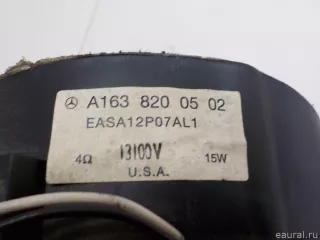 A163 820 05 02
EASA12P07AL1
4Ω 13100V 15W
U.S.A.
eaural.ru